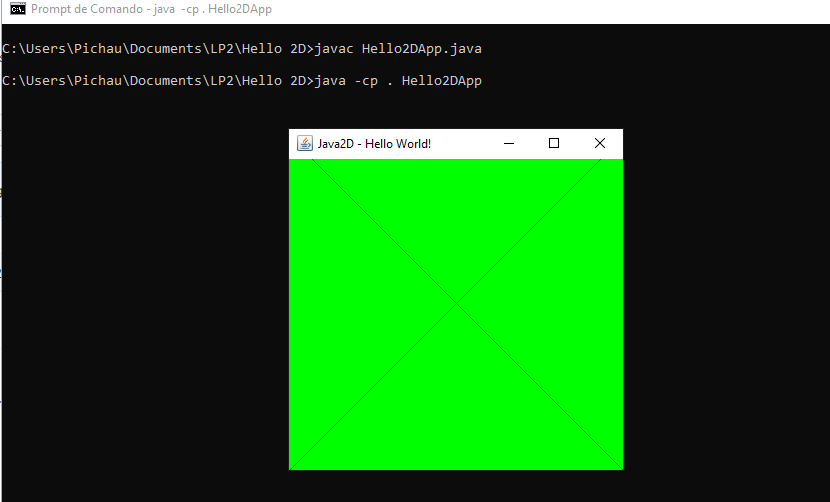 Prompt de Comando - java -cp . Hello2DApp
C:\Users\Pichau\Documents\LP2\Hello 2D>javac Hello2DApp.java
C:\Users\Pichau\Documents\LP2\Hello 2D>java -cp . Hello2DApp
Java2D - Hello World!